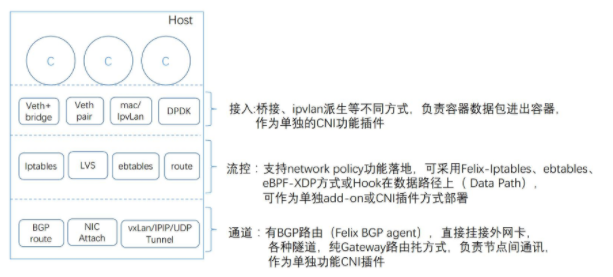 Host
C C C
Veth+ bridge
Veth pair
mac/ IpvLan
DPDK
接入:桥接、ipvlan派生等不同方式，负责容器数据包进出容器，
作为单独的CNI功能插件
Iptables
LVS
ebtables
route
流控：支持network policy功能落地，可采用Felix-Iptables、ebtables、
eBPF-XDP方式或Hook在数据路径上（ Data Path），
可作为单独add-on或CNI插件方式部署
BGP route
NIC Attach
vxLan/IPIP/UDP Tunnel
通道：有BGP路由（Felix BGP agent），直接挂接外网卡，
各种隧道，纯Gateway路由托方式，负责节点间通讯，
作为单独功能CNI插件